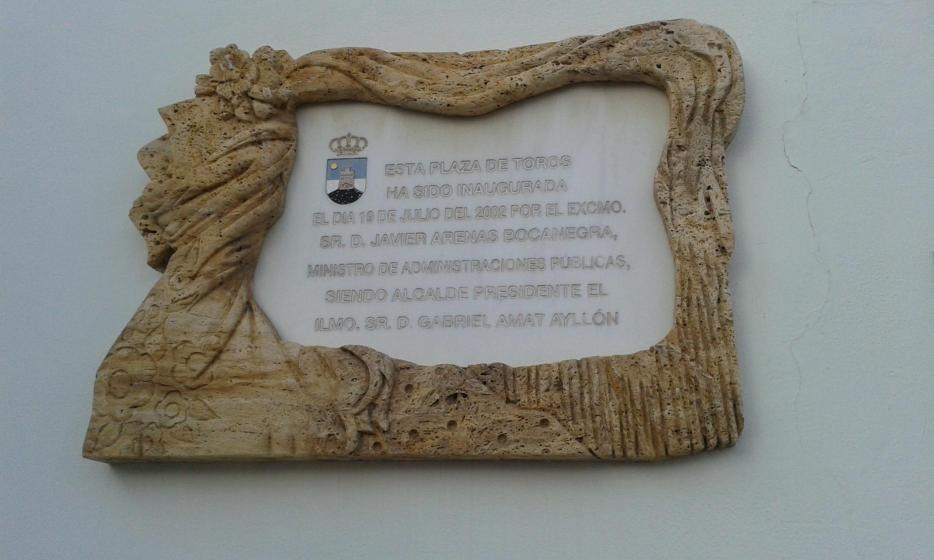 ESTA PLAZA DE TOROS
HA SIDO INAUGURADA
EL DIA 19 DE JULIO DEL 2002 POR EL EXCMO.
SR. D. JAVIER ARENAS BOCANEGRA,
MINISTRO DE ADMINISTRACIONES PÚBLICAS,
SIENDO ALCALDE PRESIDENTE EL
ILMO. SR. D. GABRIEL AMAT AYLLÓN